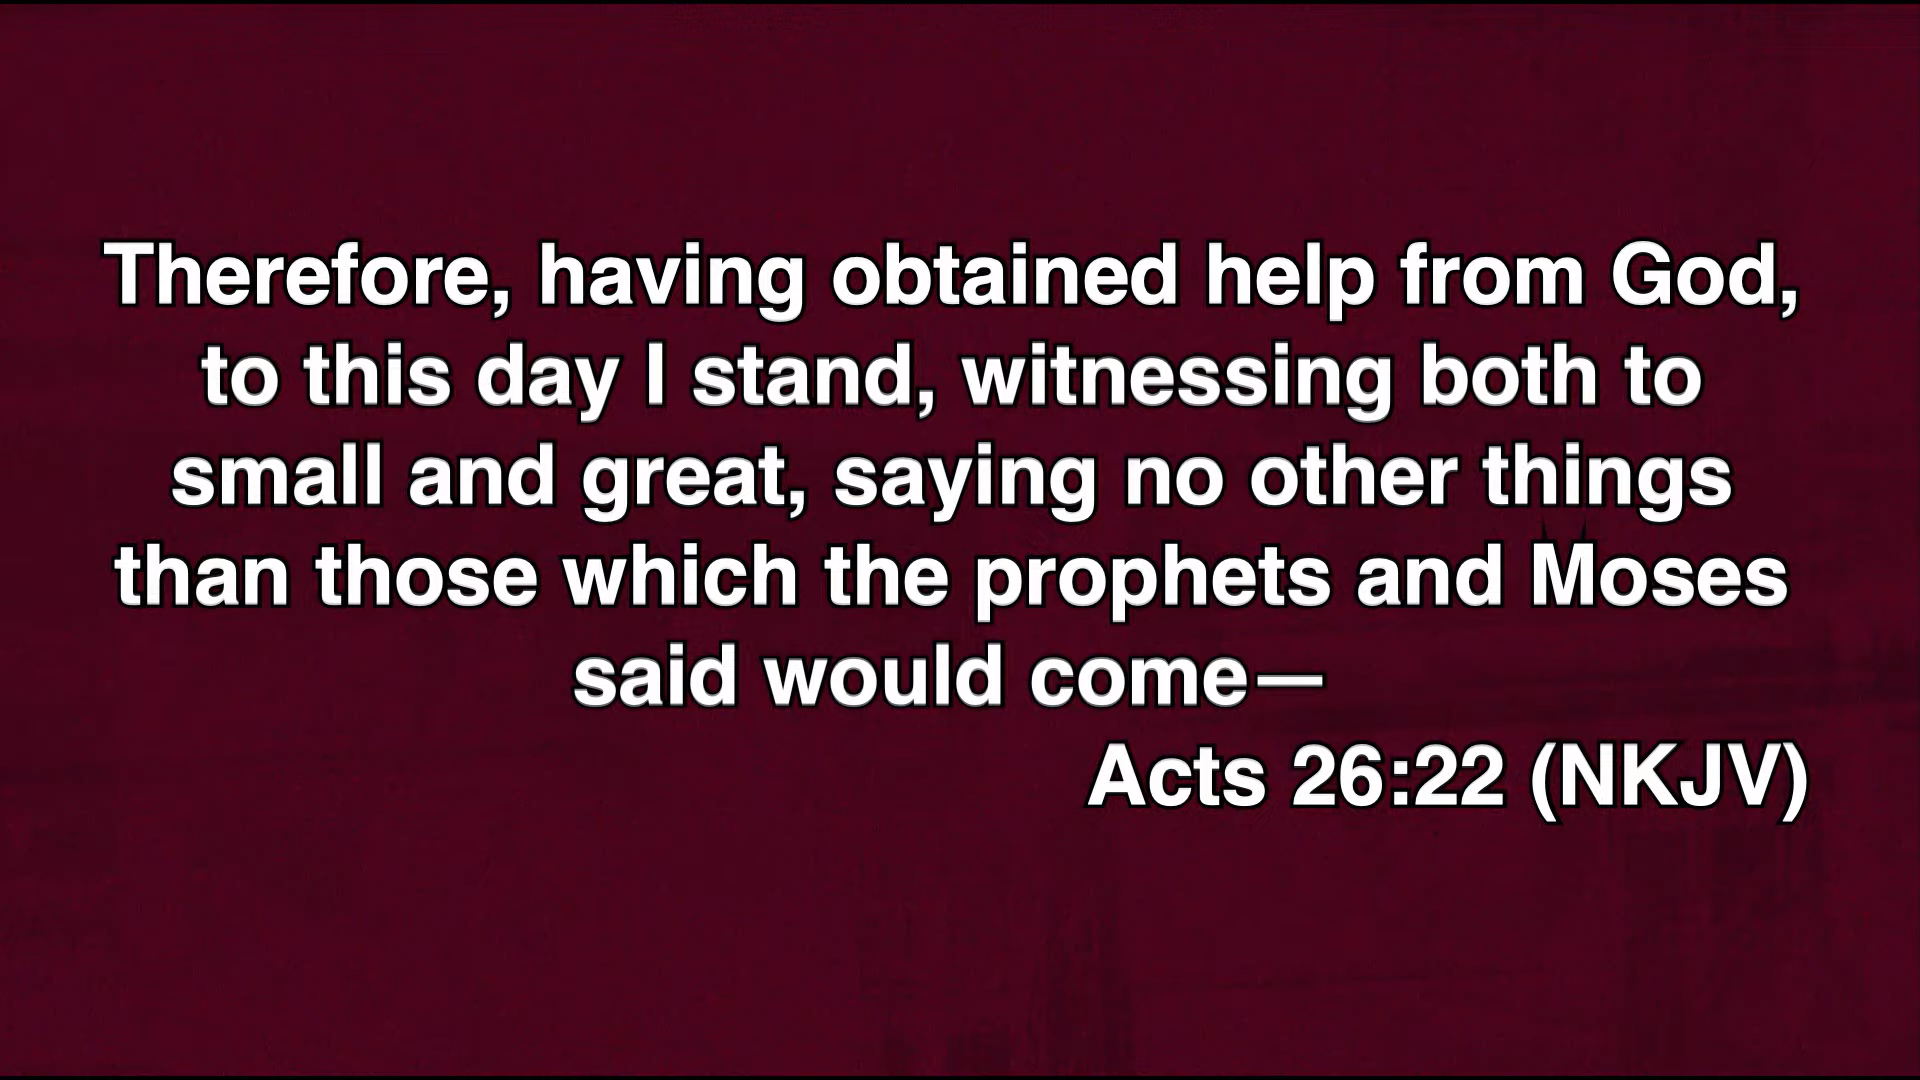 Therefore, having obtained help from God,
to this day I stand, witnessing both to
small and great, saying no other things
than those which the prophets and Moses
said would come—
Acts 26:22 (NKJV)